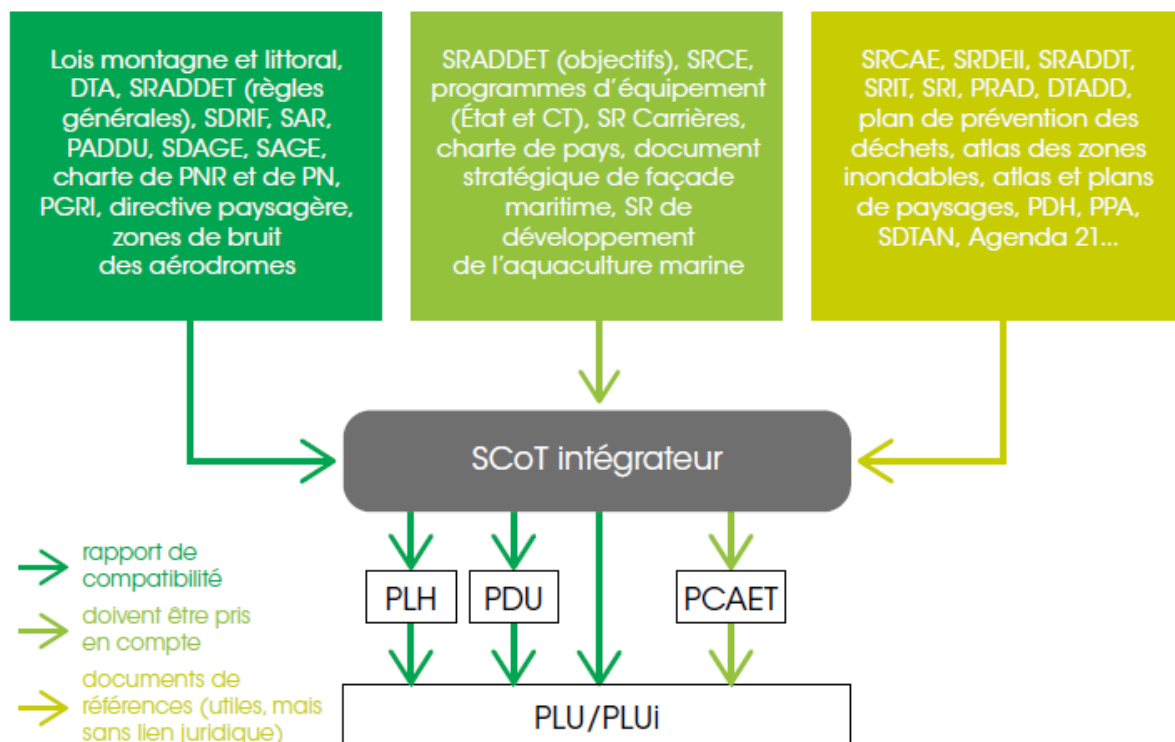 Lois montagne et littoral,
DTA, SRADDET (règles
générales), SDRIF, SAR,
PADDU, SDAGE, SAGE,
charte de PNR et de PN,
PGRI, directive paysagère,
zones de bruit
des aérodromes
SRADDET (objectifs), SRCE,
programmes d'équipement
(État et CT), SR Carrières,
charte de pays, document
stratégique de façade
maritime, SR de
développement
de l'aquaculture marine
SRCAE, SRDEII, SRADDT,
SRIT, SRI, PRAD, DTADD,
plan de prévention des
déchets, atlas des zones
inondables, atlas et plans
de paysages, PDH, PPA,
SDTAN, Agenda 21...
SCoT intégrateur
rapport de
compatibilité
doivent être pris
en compte
documents de
références (utiles, mais
sans lien juridique)
PLH
PDU
PCAET
PLU/PLUi